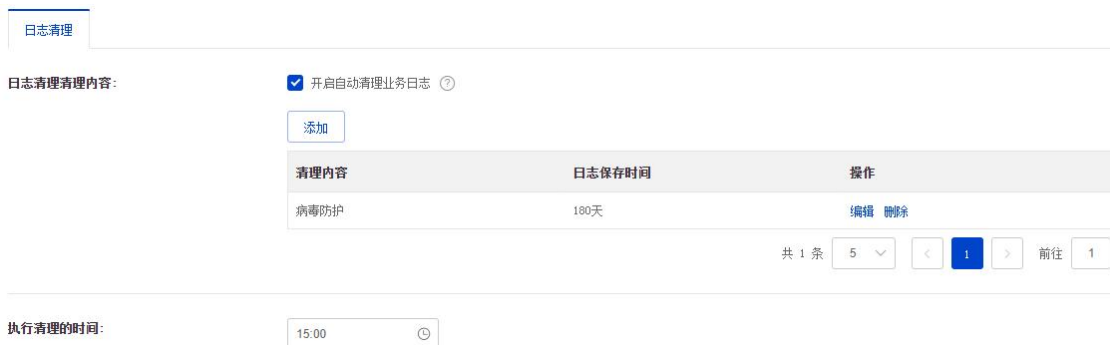 日志清理
日志清理清理内容:
开启自动清理业务日志 ?
添加
清理内容 日志保存时间 操作
病毒防护 180天 编辑 删除
共 1 条 5 < 1 > 前往 1
执行清理的时间: 15:00